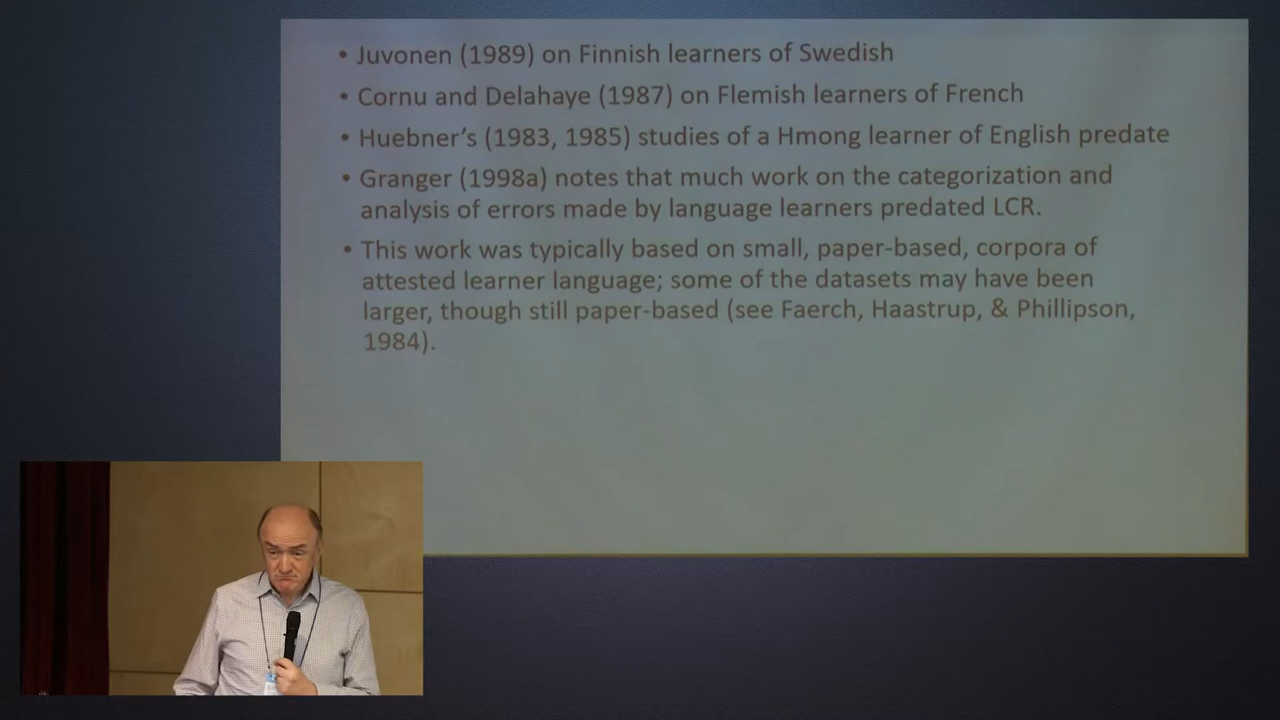 • Juvonen (1989) on Finnish learners of Swedish
• Cornu and Delahaye (1987) on Flemish learners of French
• Huebner’s (1983, 1985) studies of a Hmong learner of English predate
• Granger (1998a) notes that much work on the categorization and
analysis of errors made by language learners predated LCR.
• This work was typically based on small, paper-based, corpora of
attested learner language; some of the datasets may have been
larger, though still paper-based (see Faerch, Haastrup, & Phillipson,
1984).